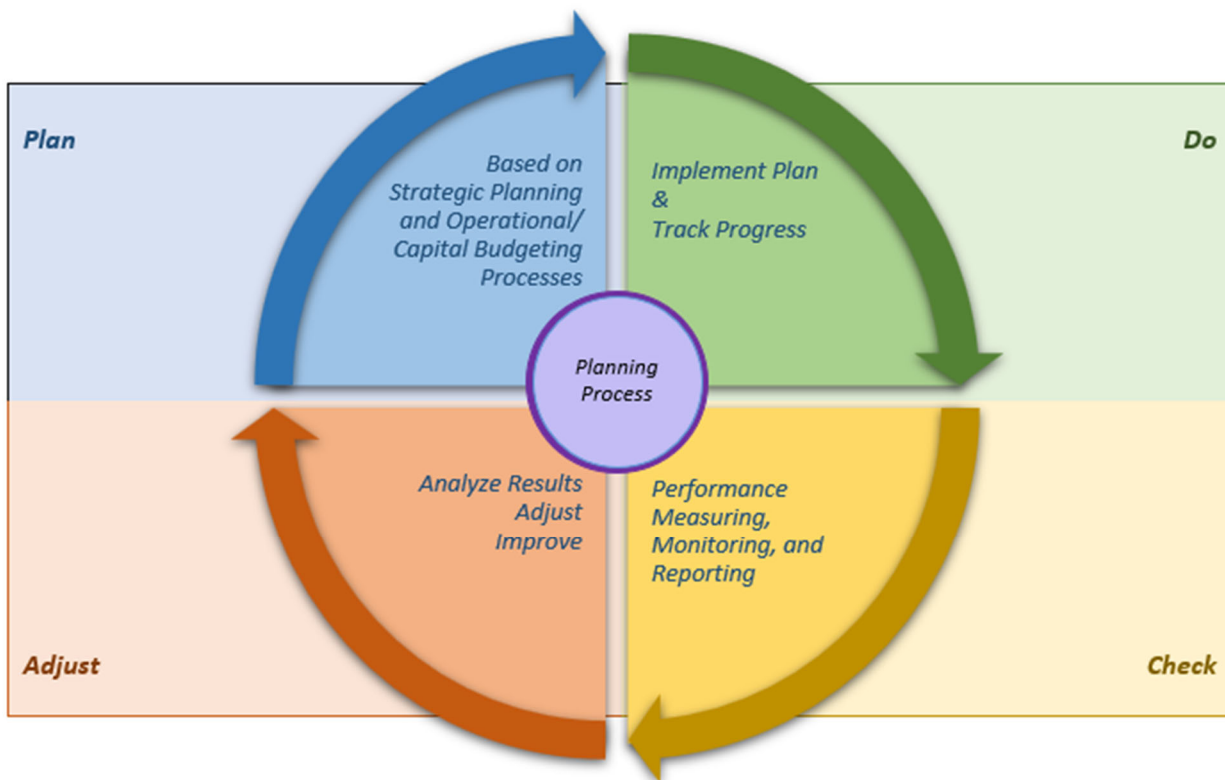 Plan
Do
Based on
Strategic Planning
and Operational/
Capital Budgeting
Processes
Implement Plan
&
Track Progress
Planning
Process
Analyze Results
Adjust
Improve
Performance
Measuring,
Monitoring, and
Reporting
Adjust
Check